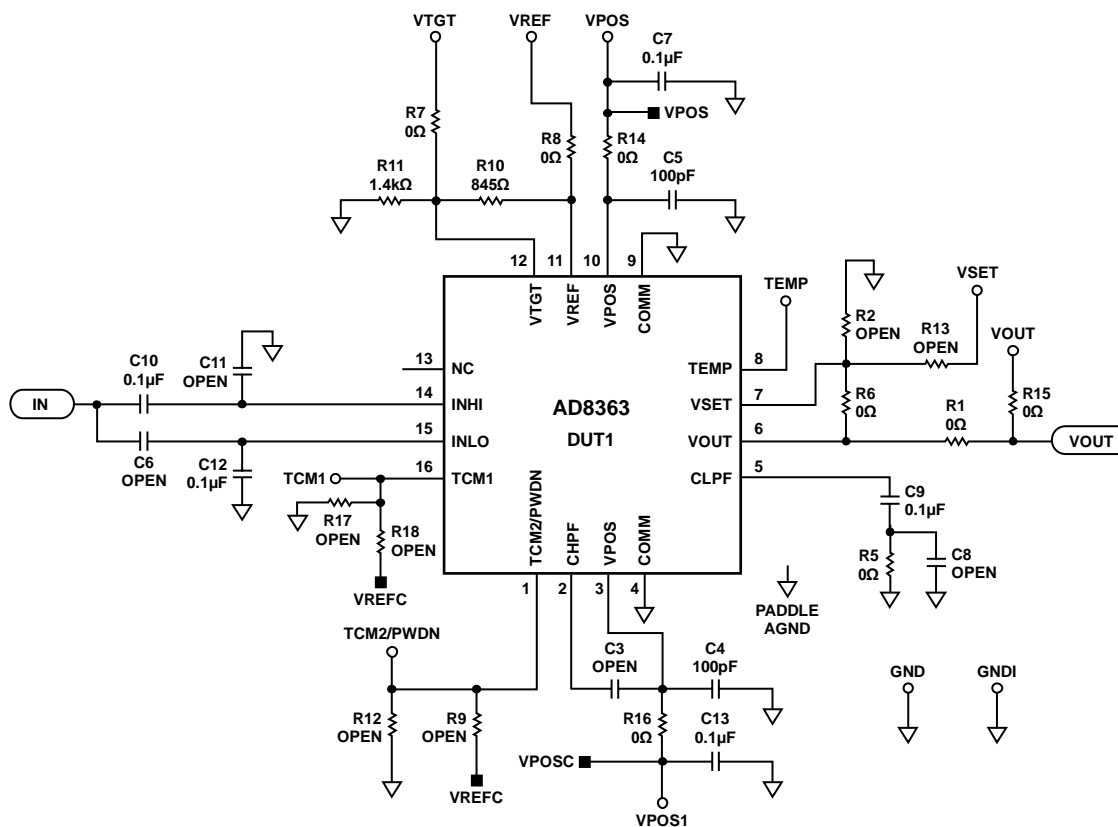 VTGT
VREF
VPOS
C7
0.1µF
VPOS
R7
0Ω
R8
0Ω
R14
0Ω
C5
100pF
R11
1.4kΩ
R10
845Ω
12
11
10
9
VTGT
VREF
VPOS
COMM
TEMP
VSET
R2
OPEN
R13
OPEN
VOUT
13
NC
TEMP
8
C10
0.1µF
C11
OPEN
IN
14
INHI
AD8363
DUT1
VSET
7
R6
0Ω
R1
0Ω
R15
0Ω
15
INLO
VOUT
6
VOUT
C6
OPEN
C12
0.1µF
TCM1
16
TCM1
CLPF
5
R17
OPEN
R18
OPEN
VREFC
TCM2/PWDN
CHPF
VPOS
COMM
1
2
3
4
C9
0.1µF
R5
0Ω
C8
OPEN
PADDLE
AGND
TCM2/PWDN
C3
OPEN
C4
100pF
GND
GNDI
R12
OPEN
R9
OPEN
R16
0Ω
C13
0.1µF
VPOSC
VREFC
VPOS1